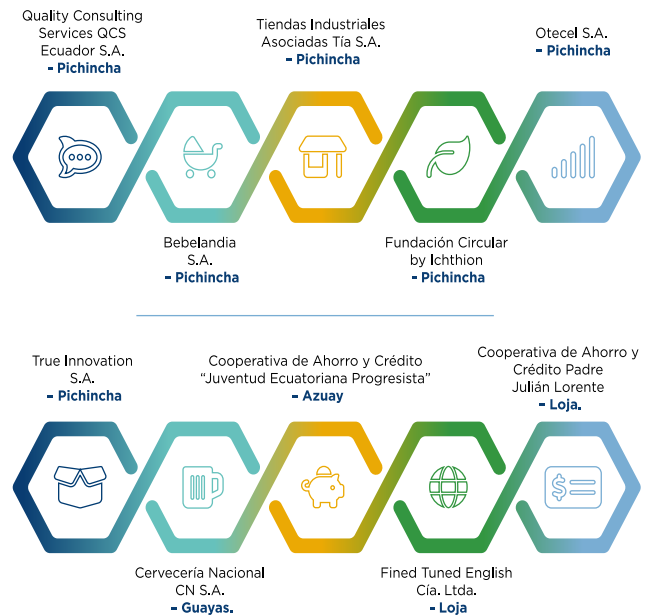 Quality Consulting
Services QCS
Ecuador S.A.
– Pichincha
Bebelandia
S.A.
– Pichincha
Tiendas Industriales
Asociadas Tía S.A.
– Pichincha
Fundación Circular
by Ichthion
– Pichincha
Otecel S.A.
– Pichincha
True Innovation
S.A.
– Pichincha
Cervecería Nacional
CN S.A.
– Guayas.
Cooperativa de Ahorro y Crédito
“Juventud Ecuatoriana Progresista”
– Azuay
Fined Tuned English
Cía. Ltda.
– Loja
Cooperativa de Ahorro y
Crédito Padre
Julián Lorente
– Loja.